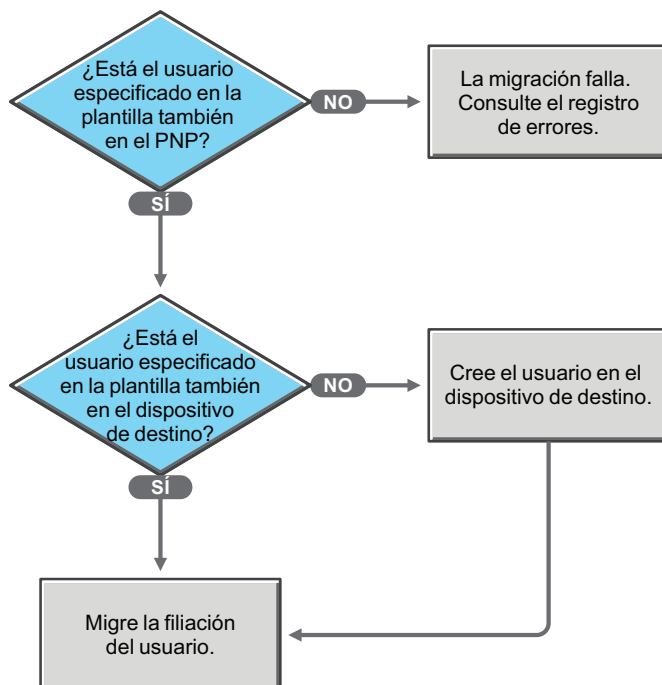 ¿Está el usuario
especificado en la
plantilla también
en el PNP?
NO
La migración falla.
Consulte el registro
de errores.
SÍ
¿Está el
usuario especificado
en la plantilla también
en el dispositivo
de destino?
NO
Cree el usuario en el
dispositivo de destino.
SÍ
Migre la filiación
del usuario.